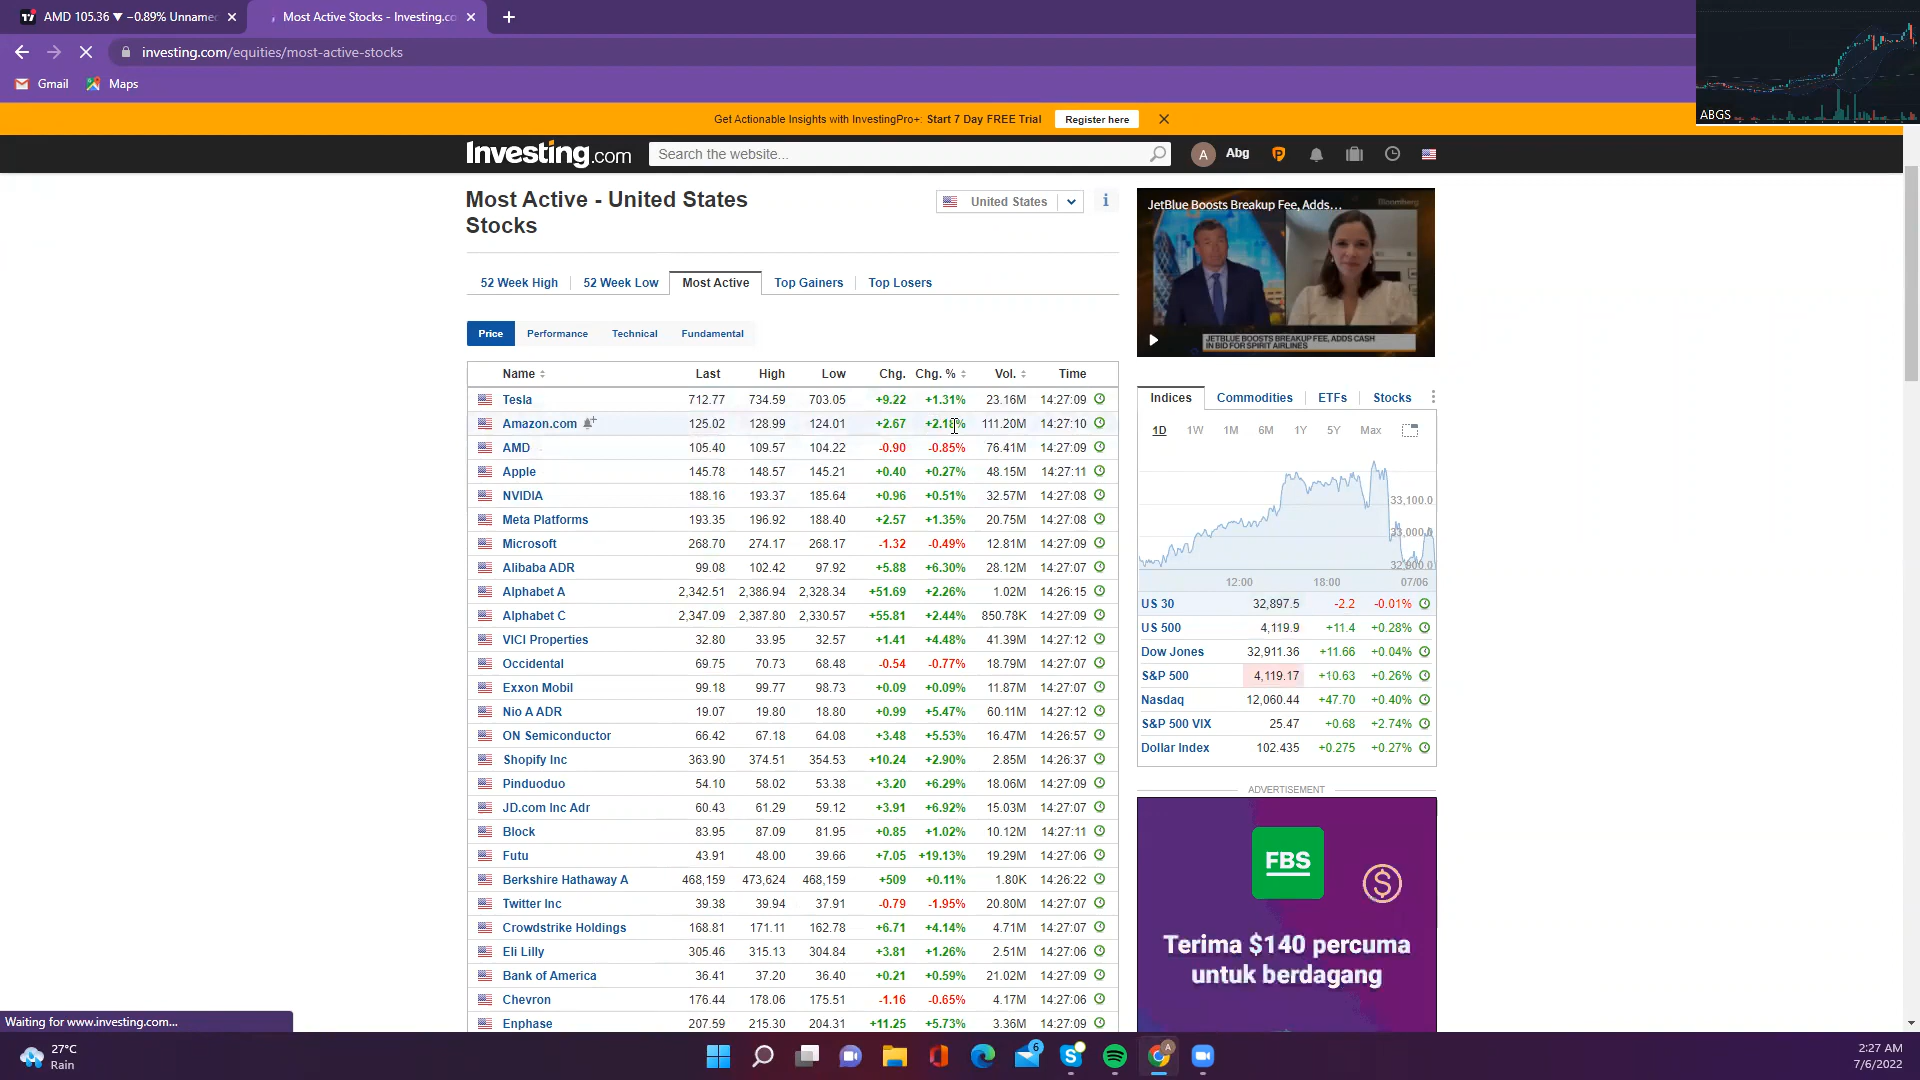 AMD 105.36 ▼ −0.89% Unname
Most Active Stocks - Investing.co
investing.com/equities/most-active-stocks
Gmail
Maps
ABGS
Get Actionable Insights with InvestingPro+: Start 7 Day FREE Trial
Register here
Investing.com
Search the website...
A
Abg
Most Active - United States
Stocks
United States
52 Week High
52 Week Low
Most Active
Top Gainers
Top Losers
Price
Performance
Technical
Fundamental
Name Last High Low Chg. Chg. % Vol. Time
Tesla 712.77 734.59 703.05 +9.22 +1.31% 23.16M 14:27:09
Amazon.com 125.02 128.99 124.01 +2.67 +2.18% 111.20M 14:27:10
AMD 105.40 109.57 104.22 -0.90 -0.85% 76.41M 14:27:09
Apple 145.78 148.57 145.21 +0.40 +0.27% 48.15M 14:27:11
NVIDIA 188.16 193.37 185.64 +0.96 +0.51% 32.57M 14:27:08
Meta Platforms 193.35 196.92 188.40 +2.57 +1.35% 20.75M 14:27:08
Microsoft 268.70 274.17 268.17 -1.32 -0.49% 12.81M 14:27:09
Alibaba ADR 99.08 102.42 97.92 +5.88 +6.30% 28.12M 14:27:07
Alphabet A 2,342.51 2,386.94 2,328.34 +51.69 +2.26% 1.02M 14:26:15
Alphabet C 2,347.09 2,387.80 2,330.57 +55.81 +2.44% 850.78K 14:27:09
VICI Properties 32.80 33.95 32.57 +1.41 +4.48% 41.39M 14:27:12
Occidental 69.75 70.73 68.48 -0.54 -0.77% 18.79M 14:27:07
Exxon Mobil 99.18 99.77 98.73 +0.09 +0.09% 11.87M 14:27:07
Nio A ADR 19.07 19.80 18.80 +0.99 +5.47% 60.11M 14:27:12
ON Semiconductor 66.42 67.18 64.08 +3.48 +5.53% 16.47M 14:26:57
Shopify Inc 363.90 374.51 354.53 +10.24 +2.90% 2.85M 14:26:37
Pinduoduo 54.10 58.02 53.38 +3.20 +6.29% 18.06M 14:27:09
JD.com Inc Adr 60.43 61.29 59.12 +3.91 +6.92% 15.03M 14:27:07
Block 83.95 87.09 81.95 +0.85 +1.02% 10.12M 14:27:11
Futu 43.91 48.00 39.66 +7.05 +19.13% 19.29M 14:27:06
Berkshire Hathaway A 468,159 473,624 468,159 +509 +0.11% 1.80K 14:26:22
Twitter Inc 39.38 39.94 37.91 -0.79 -1.95% 20.80M 14:27:07
Crowdstrike Holdings 168.81 171.11 162.78 +6.71 +4.14% 4.71M 14:27:07
Eli Lilly 305.46 315.13 304.84 +3.81 +1.26% 2.51M 14:27:06
Bank of America 36.41 37.20 36.40 +0.21 +0.59% 21.02M 14:27:09
Chevron 176.44 178.06 175.51 -1.16 -0.65% 4.17M 14:27:06
Enphase 207.59 215.30 204.31 +11.25 +5.73% 3.36M 14:27:09
JetBlue Boosts Breakup Fee, Adds...
Bloomberg
JETBLUE BOOSTS BREAKUP FEE, ADDS CASH
IN BID FOR SPIRIT AIRLINES
Indices
Commodities
ETFs
Stocks
1D 1W 1M 6M 1Y 5Y Max
33,100.0
33,000.0
32,900.0
12:00 18:00 07/06
US 30 32,897.5 -2.2 -0.01%
US 500 4,119.9 +11.4 +0.28%
Dow Jones 32,911.36 +11.66 +0.04%
S&P 500 4,119.17 +10.63 +0.26%
Nasdaq 12,060.44 +47.70 +0.40%
S&P 500 VIX 25.47 +0.68 +2.74%
Dollar Index 102.435 +0.275 +0.27%
ADVERTISEMENT
FBS
Terima $140 percuma
untuk berdagang
Waiting for www.investing.com...
27°C
Rain
6
A
2:27 AM
7/6/2022